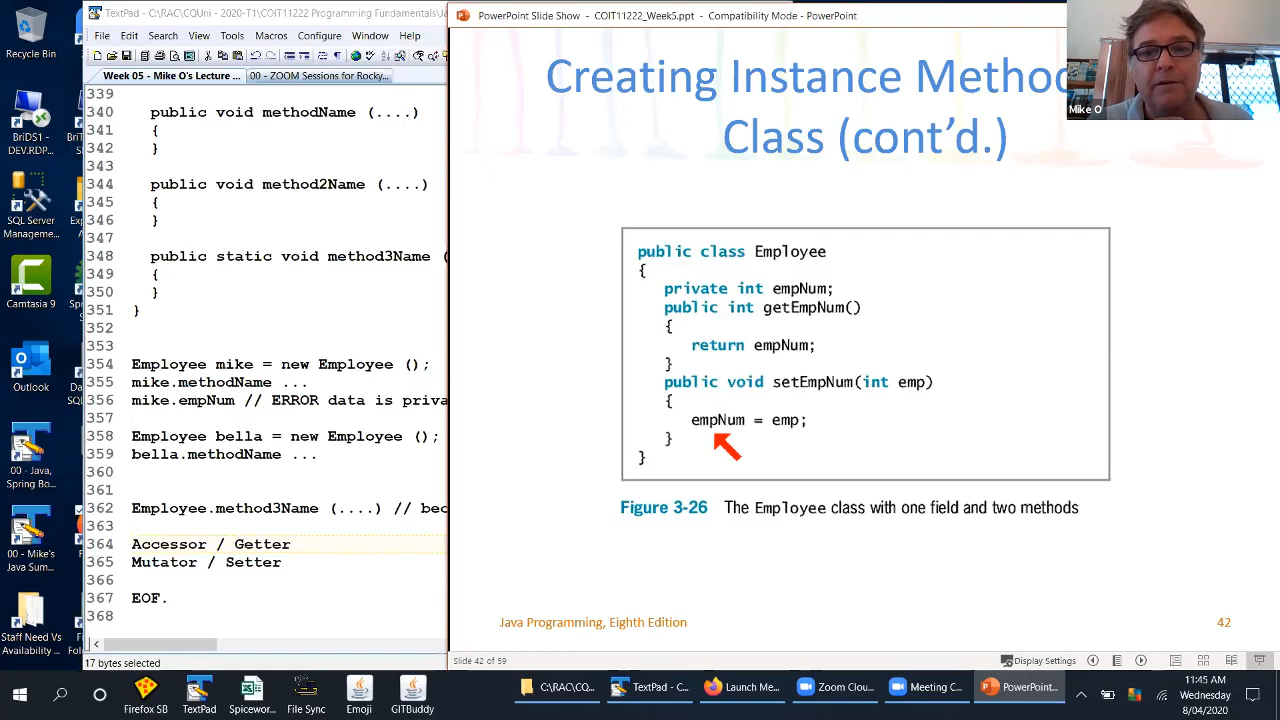 TextPad - C:\RAC\CQUni - 2020-T1\COIT11222 Programming Fundamentals\Ja
File Edit Search View Tools Macros Configure Window
Week 05 - Mike O's Lecture ...
00 - ZOOM Sessions for Rolley
339
340 public void methodName (....)
341 {
342 }
343
344 public void method2Name (....)
345 {
346 }
347
348 public static void method3Name (
349 {
350 }
351 }
352
353
354 Employee mike = new Employee ();
355 mike.methodName ...
356 mike.empNum // ERROR data is priva
357
358 Employee bella = new Employee ();
359 bella.methodName ...
360
361
362 Employee.method3Name (....) // bec
363
364 Accessor / Getter
365 Mutator / Setter
366
367 EOF.
368
17 bytes selected
Recycle Bin
BriDS1 - DEV.RDP...
SQL Server Manageme...
Camtasia 9
Outlook
00 - Java, Spring Bo...
00 - Mike's Java Sum...
Staff Need Vs Availability ...
PowerPoint Slide Show - COIT11222_Week5.ppt - Compatibility Mode - PowerPoint
Mike O
Creating Instance Method
Class (cont'd.)
public class Employee
{
private int empNum;
public int getEmpNum()
{
return empNum;
}
public void setEmpNum(int emp)
{
empNum = emp;
}
}
Figure 3-26 The Employee class with one field and two methods
Java Programming, Eighth Edition
42
Slide 42 of 59
Display Settings
Firefox SB
TextPad
Spicewor...
File Sync
Emoji
GITBuddy
C:\RAC\CQ...
TextPad - C...
Launch Me...
Zoom Clou...
Meeting C...
PowerPoint...
11:45 AM
Wednesday
8/04/2020